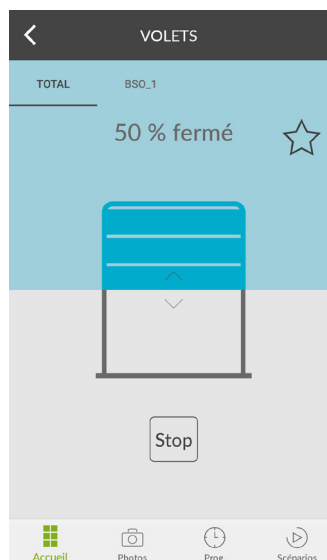 VOLETS
TOTAL BSO_1
50 % fermé
Stop
Accueil Photos Prog. Scénarios